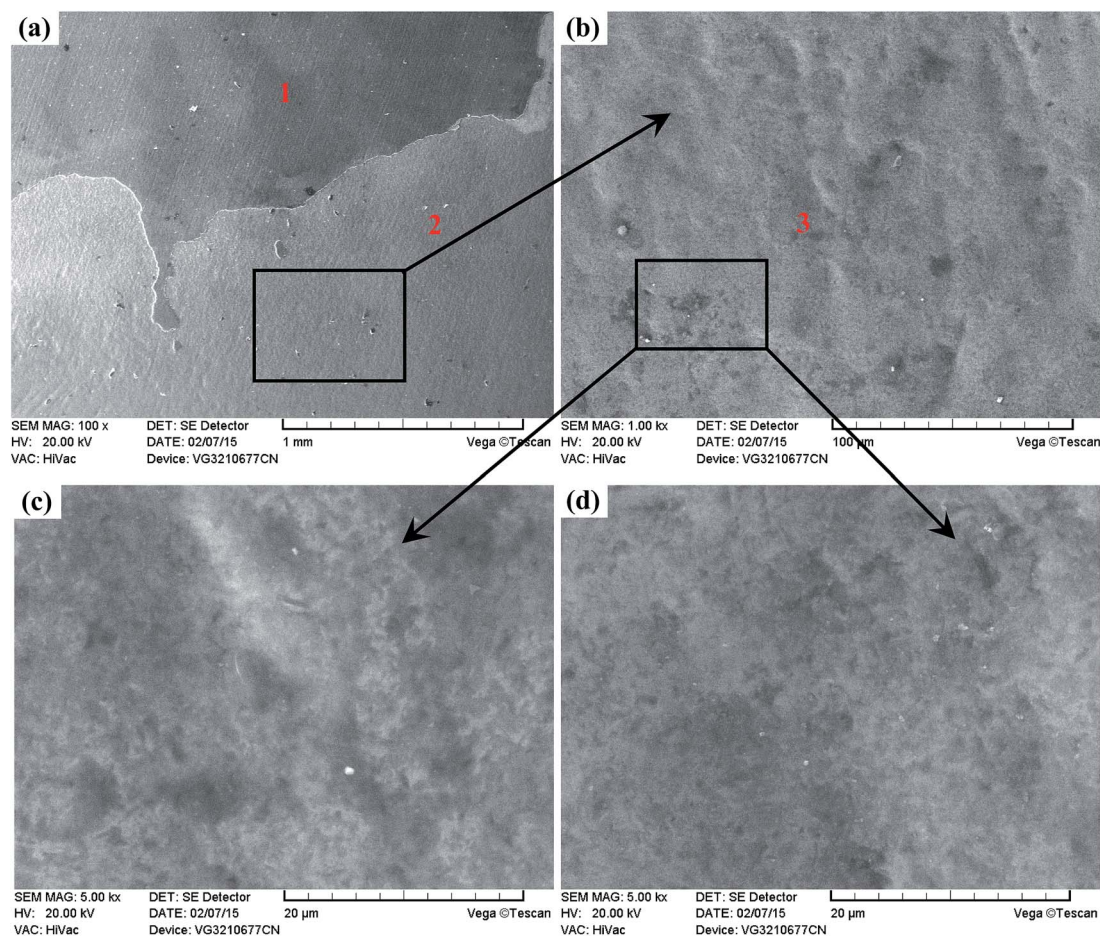 (a)
1
2
SEM MAG: 100 x DET: SE Detector
HV: 20.00 kV DATE: 02/07/15 1 mm Vega ©Tescan
VAC: HiVac Device: VG3210677CN
(b)
3
SEM MAG: 1.00 kx DET: SE Detector
HV: 20.00 kV DATE: 02/07/15 100 µm Vega ©Tescan
VAC: HiVac Device: VG3210677CN
(c)
SEM MAG: 5.00 kx DET: SE Detector
HV: 20.00 kV DATE: 02/07/15 20 µm Vega ©Tescan
VAC: HiVac Device: VG3210677CN
(d)
SEM MAG: 5.00 kx DET: SE Detector
HV: 20.00 kV DATE: 02/07/15 20 µm Vega ©Tescan
VAC: HiVac Device: VG3210677CN